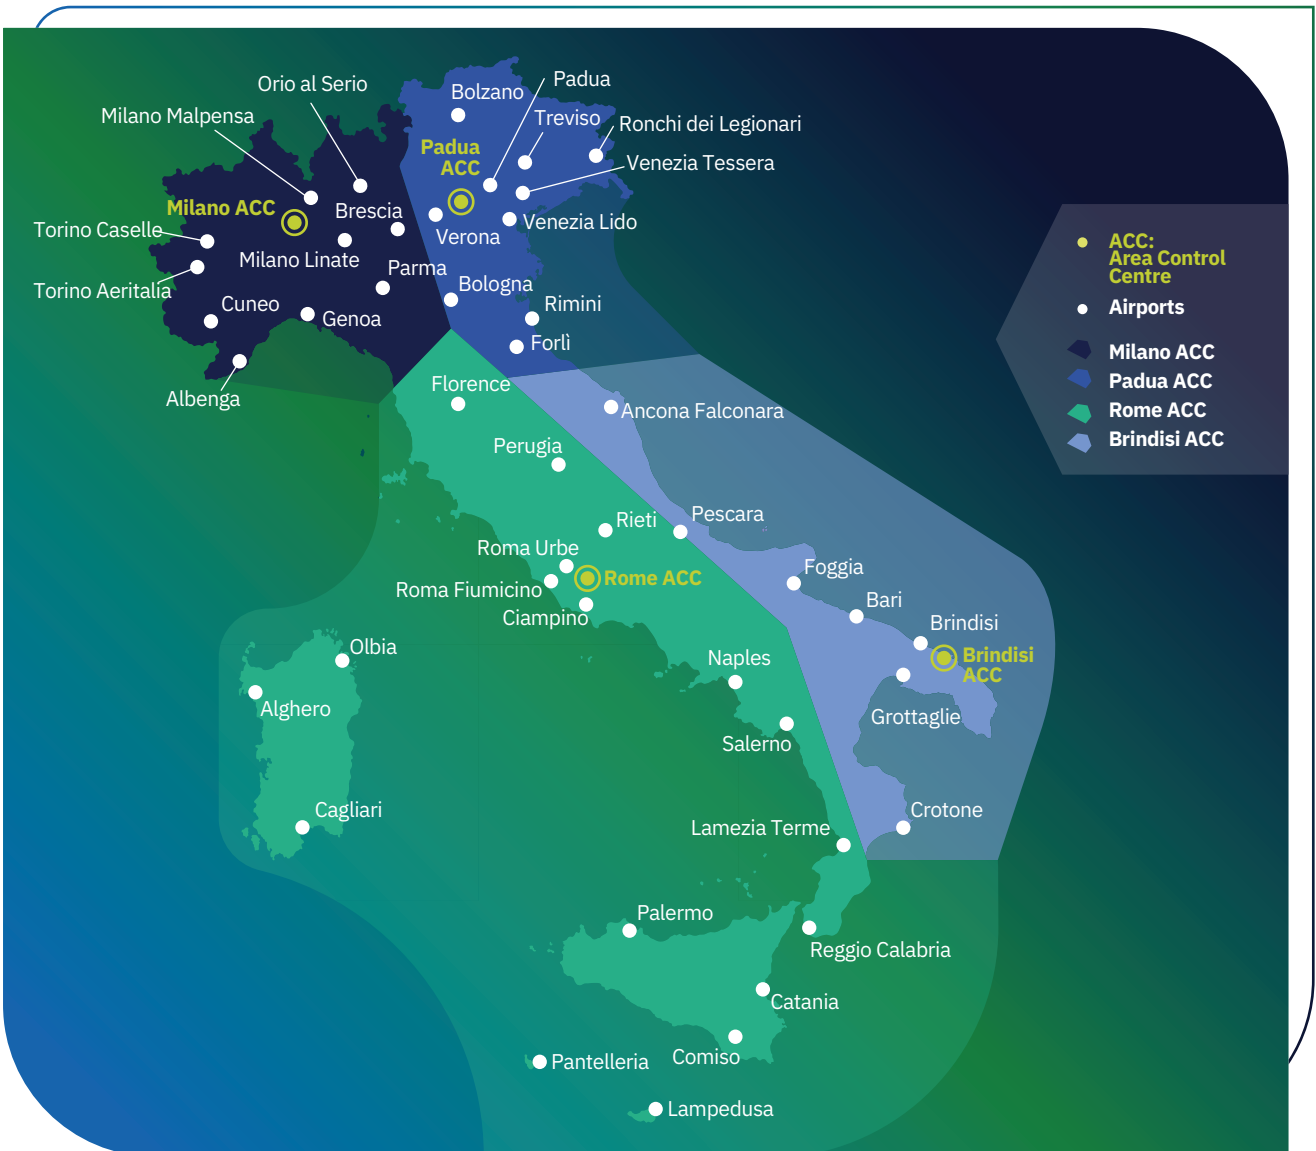 Orio al Serio
Padua
Bolzano
Milano Malpensa
Treviso
Ronchi dei Legionari
Padua
ACC
Venezia Tessera
Milano ACC
Brescia
Torino Caselle
Venezia Lido
Verona
Milano Linate
Parma
Torino Aeritalia
Bologna
Cuneo
Genoa
Rimini
Forlì
Albenga
Florence
Ancona Falconara
Perugia
Pescara
Rieti
Roma Urbe
Roma Fiumicino
Rome ACC
Ciampino
Foggia
Bari
Brindisi
Brindisi
ACC
Olbia
Alghero
Naples
Grottaglie
Salerno
Cagliari
Crotone
Lamezia Terme
Palermo
Reggio Calabria
Catania
Comiso
Pantelleria
Lampedusa
ACC:
Area Control
Centre
Airports
Milano ACC
Padua ACC
Rome ACC
Brindisi ACC